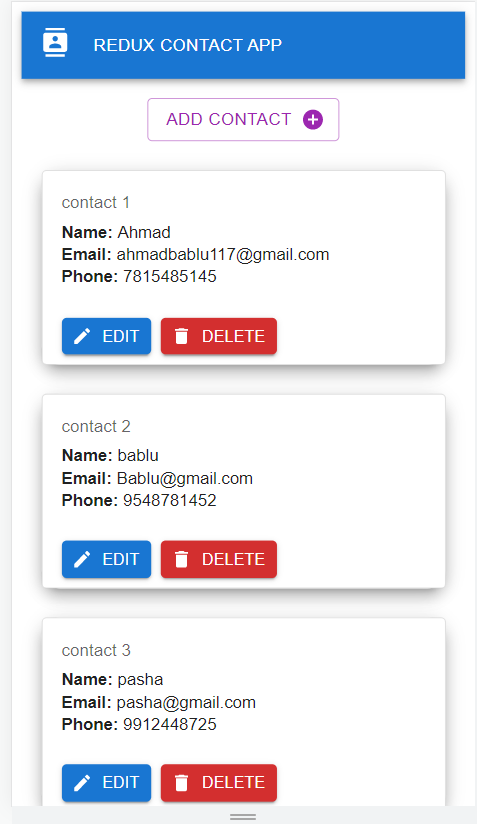 REDUX CONTACT APP
ADD CONTACT
contact 1
Name: Ahmad
Email: ahmadbablu117@gmail.com
Phone: 7815485145
EDIT DELETE
contact 2
Name: bablu
Email: Bablu@gmail.com
Phone: 9548781452
EDIT DELETE
contact 3
Name: pasha
Email: pasha@gmail.com
Phone: 9912448725
EDIT DELETE